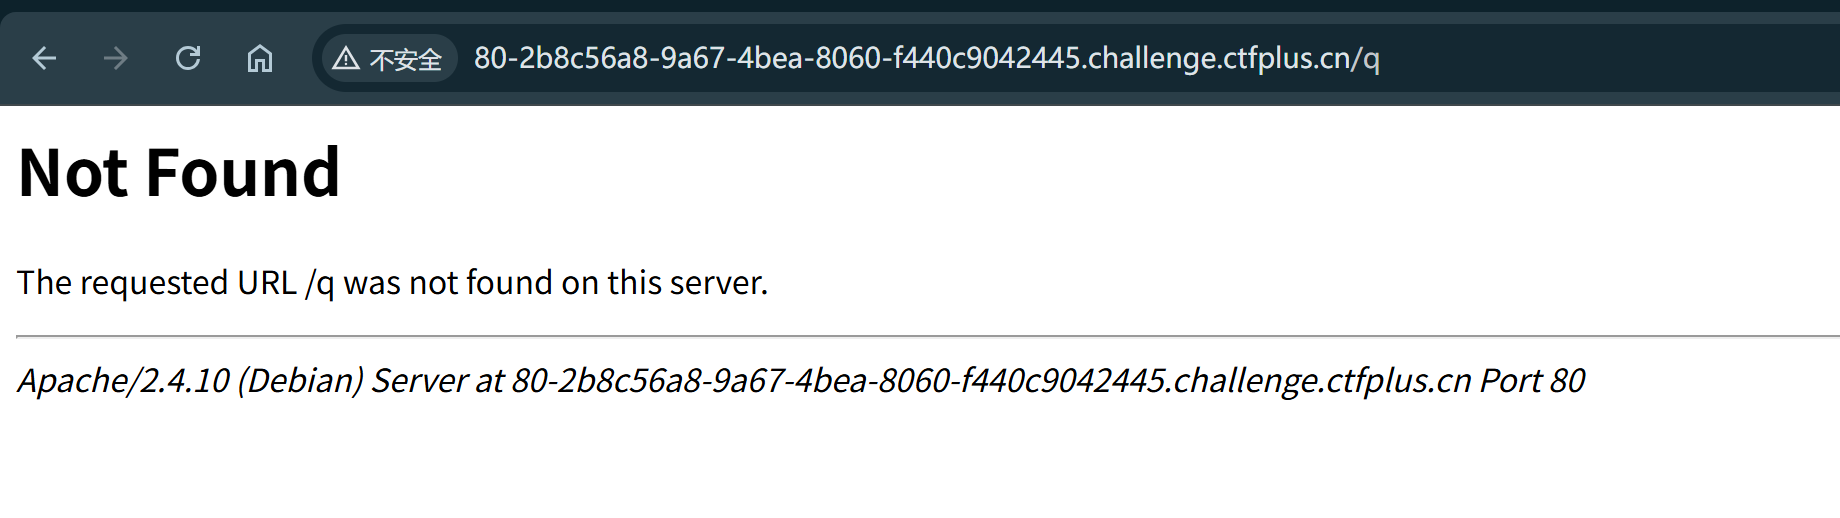 不安全 80-2b8c56a8-9a67-4bea-8060-f440c9042445.challenge.ctfplus.cn/q
Not Found
The requested URL /q was not found on this server.
Apache/2.4.10 (Debian) Server at 80-2b8c56a8-9a67-4bea-8060-f440c9042445.challenge.ctfplus.cn Port 80